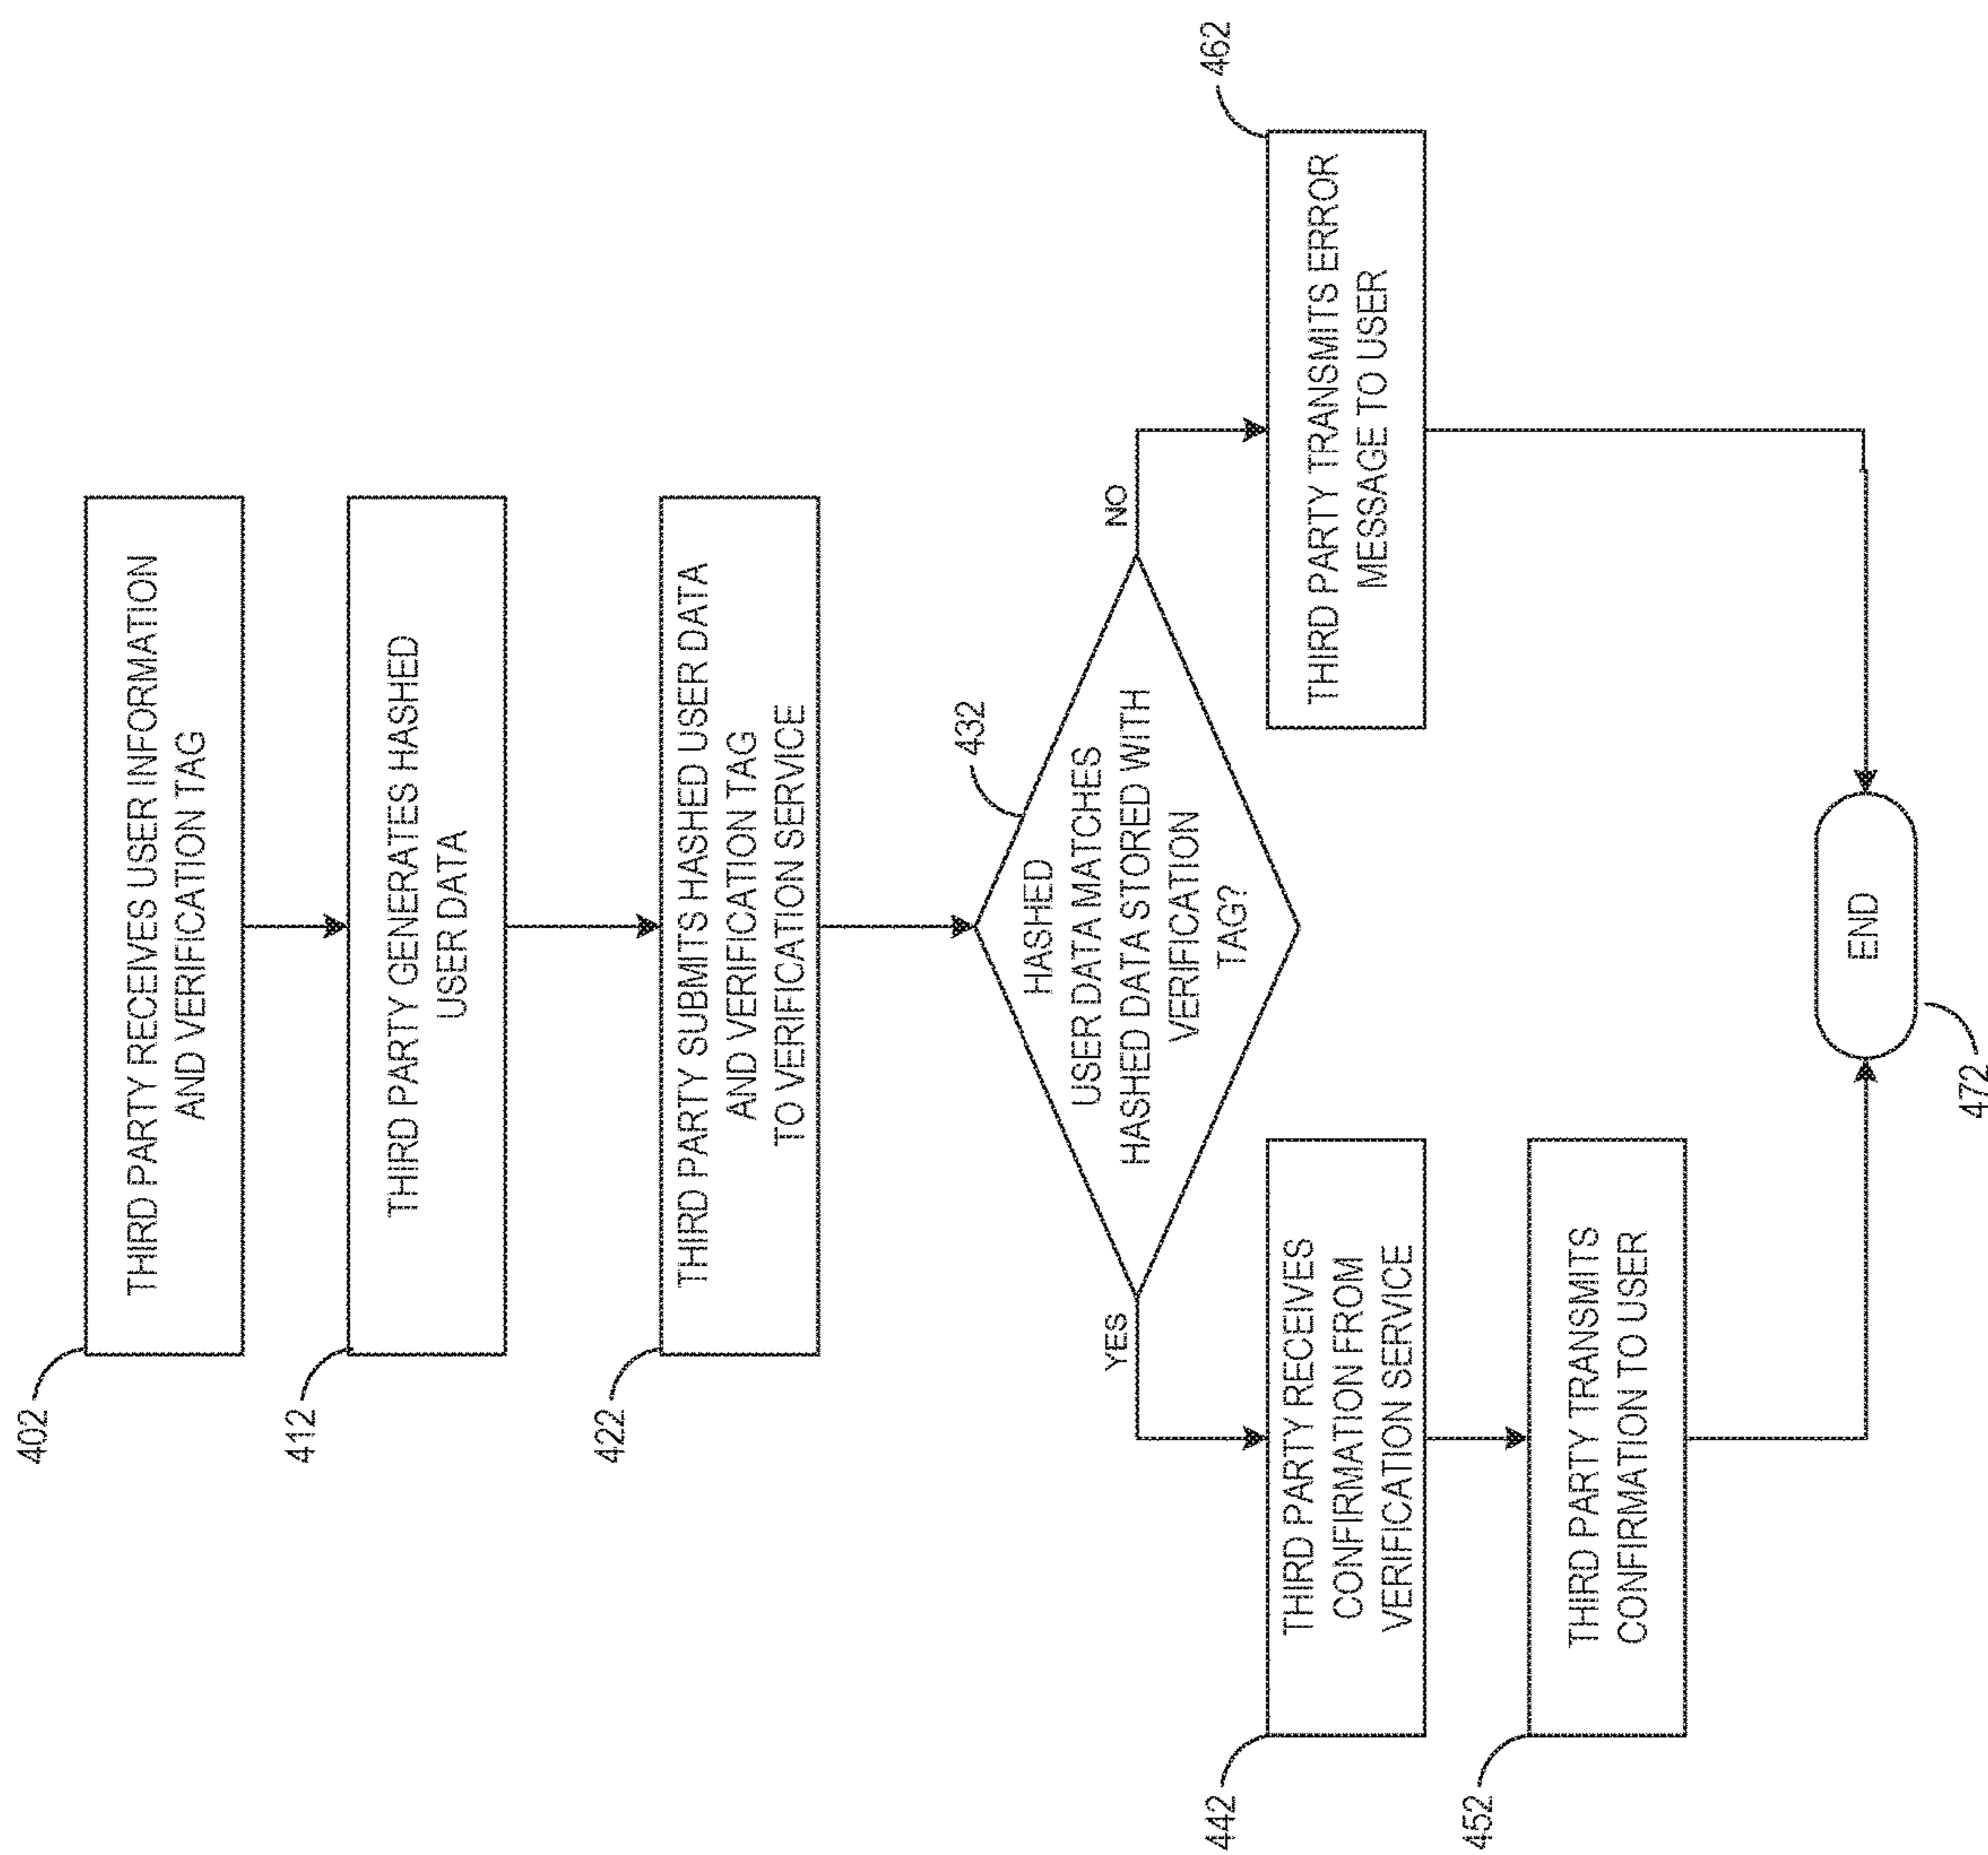 402
THIRD PARTY RECEIVES USER INFORMATION
AND VERIFICATION TAG
412
THIRD PARTY GENERATES HASHED
USER DATA
422
THIRD PARTY SUBMITS HASHED USER DATA
AND VERIFICATION TAG
TO VERIFICATION SERVICE
432
HASHED
USER DATA MATCHES
HASHED DATA STORED WITH
VERIFICATION
TAG?
YES
NO
442
THIRD PARTY RECEIVES
CONFIRMATION FROM
VERIFICATION SERVICE
462
THIRD PARTY TRANSMITS ERROR
MESSAGE TO USER
452
THIRD PARTY TRANSMITS
CONFIRMATION TO USER
END
472